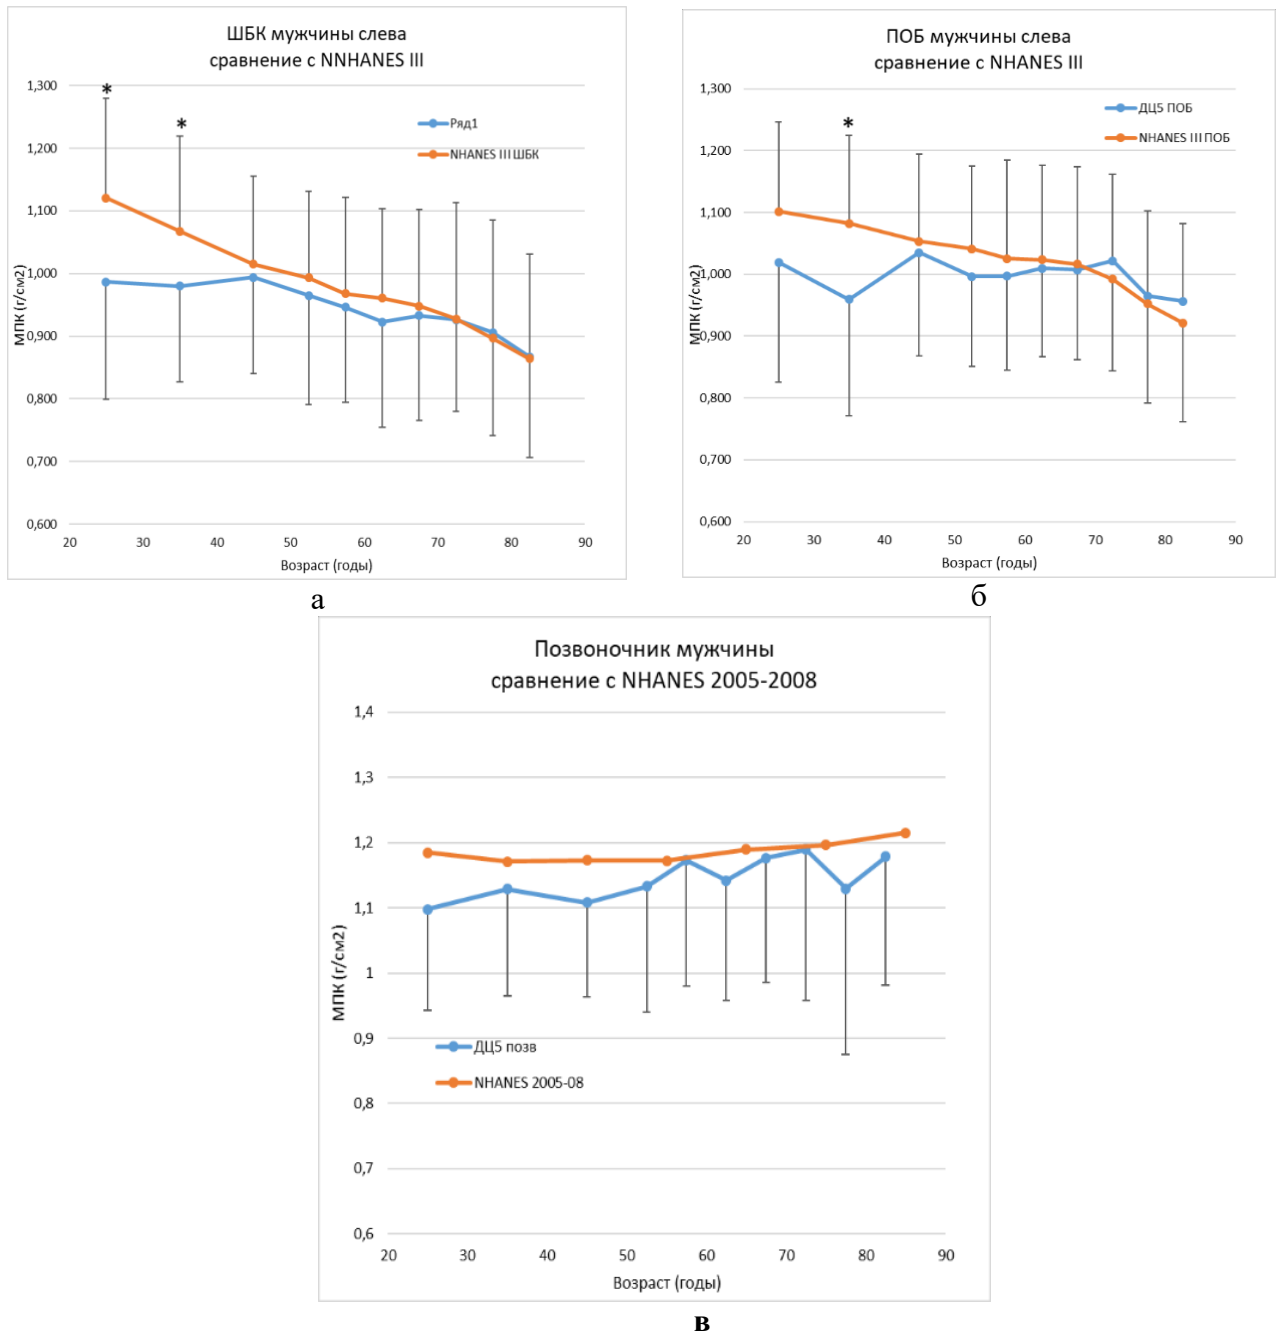 ШБК мужчины слева
сравнение с NNHANES III
1,300
1,200
1,100
1,000
0,900
0,800
0,700
0,600
МПК (г/см2)
*
*
Ряд1
NHANES III ШБК
20 30 40 50 60 70 80 90
Возраст (годы)
а
ПОБ мужчины слева
сравнение с NHANES III
1,300
1,200
1,100
1,000
0,900
0,800
0,700
0,600
МПК (г/см2)
*
ДЦ5 ПОБ
NHANES III ПОБ
20 30 40 50 60 70 80 90
Возраст (годы)
б
Позвоночник мужчины
сравнение с NHANES 2005-2008
1,4
1,3
1,2
1,1
1
0,9
0,8
0,7
0,6
МПК (г/см2)
ДЦ5 позв
NHANES 2005-08
20 30 40 50 60 70 80 90
Возраст (годы)
в